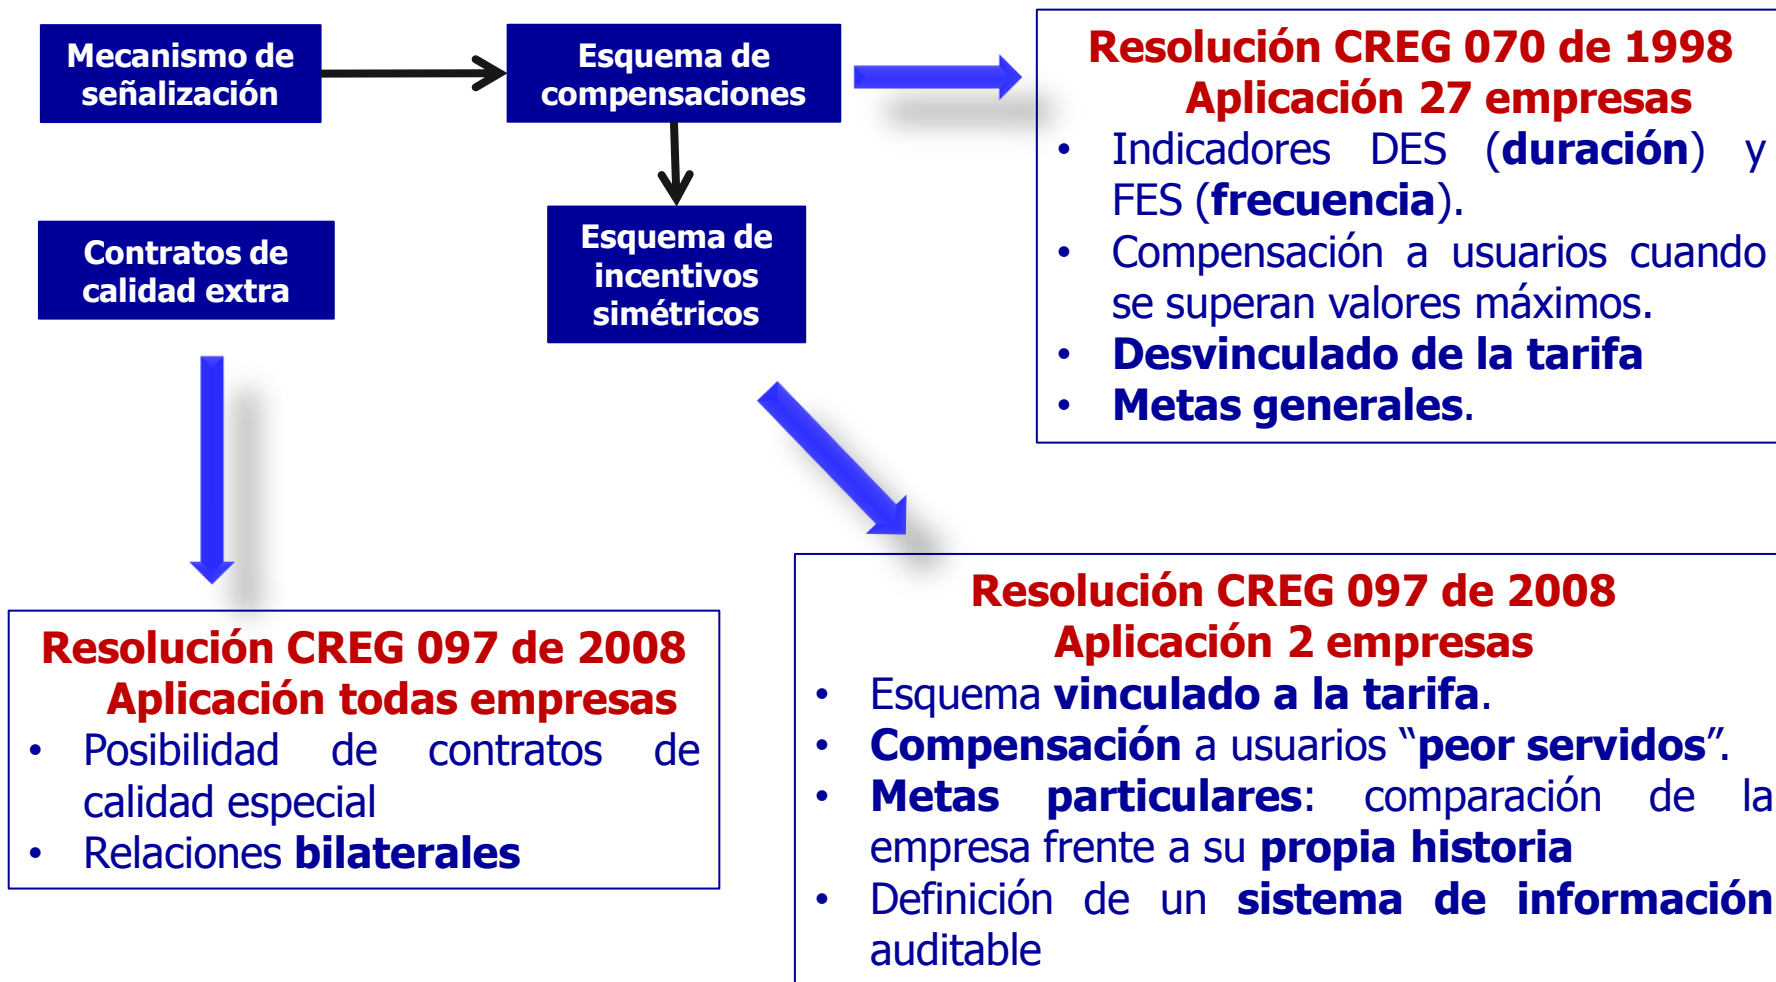 Mecanismo de
señalización
Esquema de
compensaciones
Contratos de
calidad extra
Esquema de
incentivos
simétricos
Resolución CREG 070 de 1998
Aplicación 27 empresas
• Indicadores DES (duración) y
FES (frecuencia).
• Compensación a usuarios cuando
se superan valores máximos.
• Desvinculado de la tarifa
• Metas generales.
Resolución CREG 097 de 2008
Aplicación todas empresas
• Posibilidad de contratos de
calidad especial
• Relaciones bilaterales
Resolución CREG 097 de 2008
Aplicación 2 empresas
• Esquema vinculado a la tarifa.
• Compensación a usuarios “peor servidos”.
• Metas particulares: comparación de la
empresa frente a su propia historia
• Definición de un sistema de información
auditable